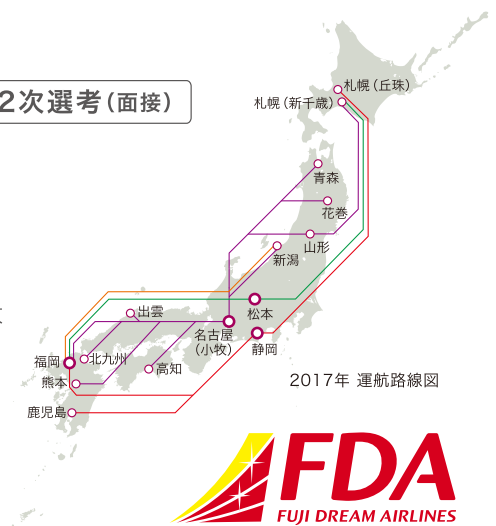 2次選考（面接）
札幌（丘珠）
札幌（新千歳）
青森
花巻
山形
新潟
出雲
松本
名古屋
（小牧）
静岡
福岡
北九州
高知
熊本
鹿児島
2017年 運航路線図
FDA
FUJI DREAM AIRLINES